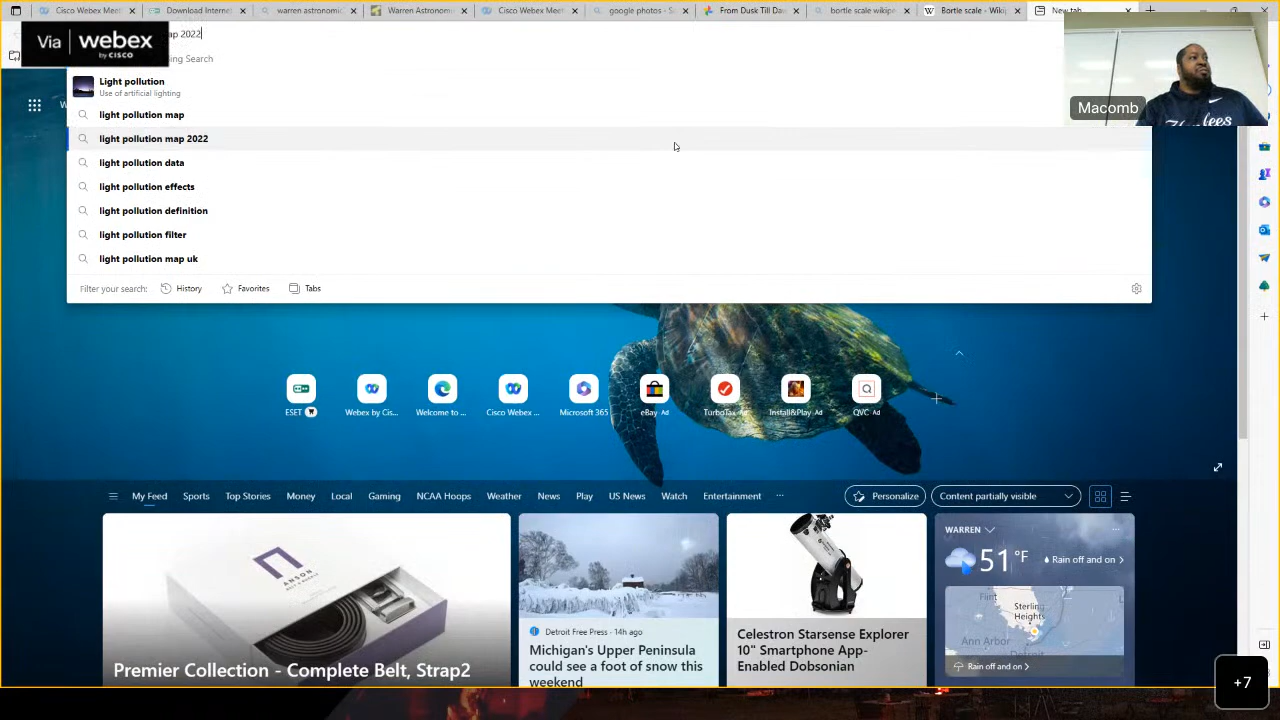 Cisco Webex Meet
Download Internet
warren astronomic
Warren Astronom
Cisco Webex Meet
google photos - S
From Dusk Till Da
bortle scale wikipe
Bortle scale - Wiki
New tab
ap 2022
Via webex
by CISCO
ing Search
Light pollution
Use of artificial lighting
light pollution map
light pollution map 2022
light pollution data
light pollution effects
light pollution definition
light pollution filter
light pollution map uk
Filter your search: History Favorites Tabs
Macomb
ees
ESET
Webex by Cis...
Welcome to ...
Cisco Webex ...
Microsoft 365
eBay Ad
TurboTax Ad
Install&Play Ad
QVC Ad
My Feed Sports Top Stories Money Local Gaming NCAA Hoops Weather News Play US News Watch Entertainment ...
Personalize
Content partially visible
ANSON
Premier Collection - Complete Belt, Strap2
Detroit Free Press · 14h ago
Michigan's Upper Peninsula
could see a foot of snow this
weekend
Celestron Starsense Explorer
10" Smartphone App-
Enabled Dobsonian
WARREN
51 °F
Rain off and on
Flint
Sterling
Heights
Ann Arbor
Detroit
Rain off and on
+7